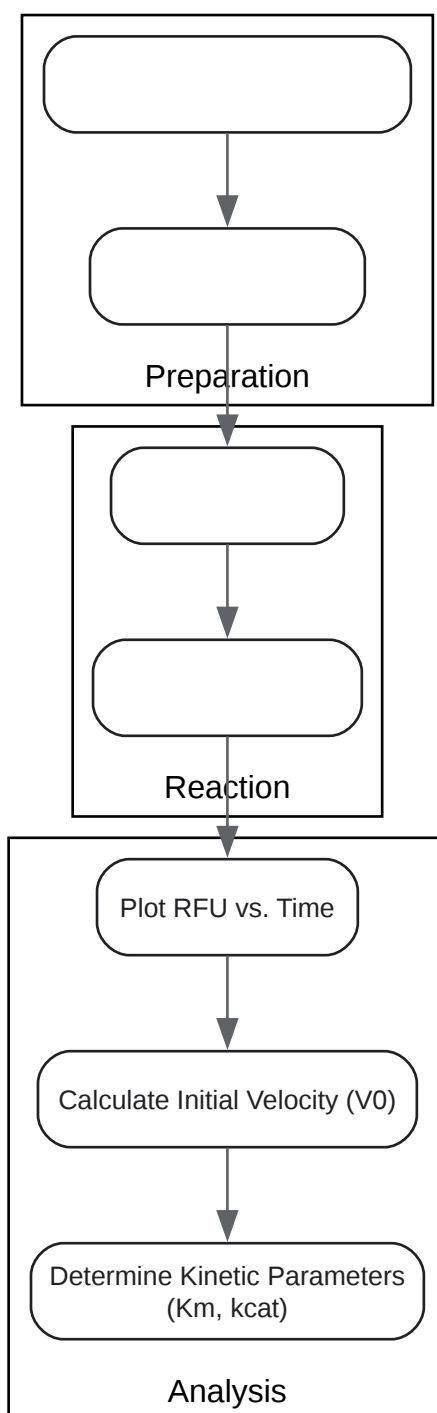 Preparation
Reaction
Plot RFU vs. Time
Calculate Initial Velocity (V0)
Determine Kinetic Parameters
(Km, kcat)
Analysis